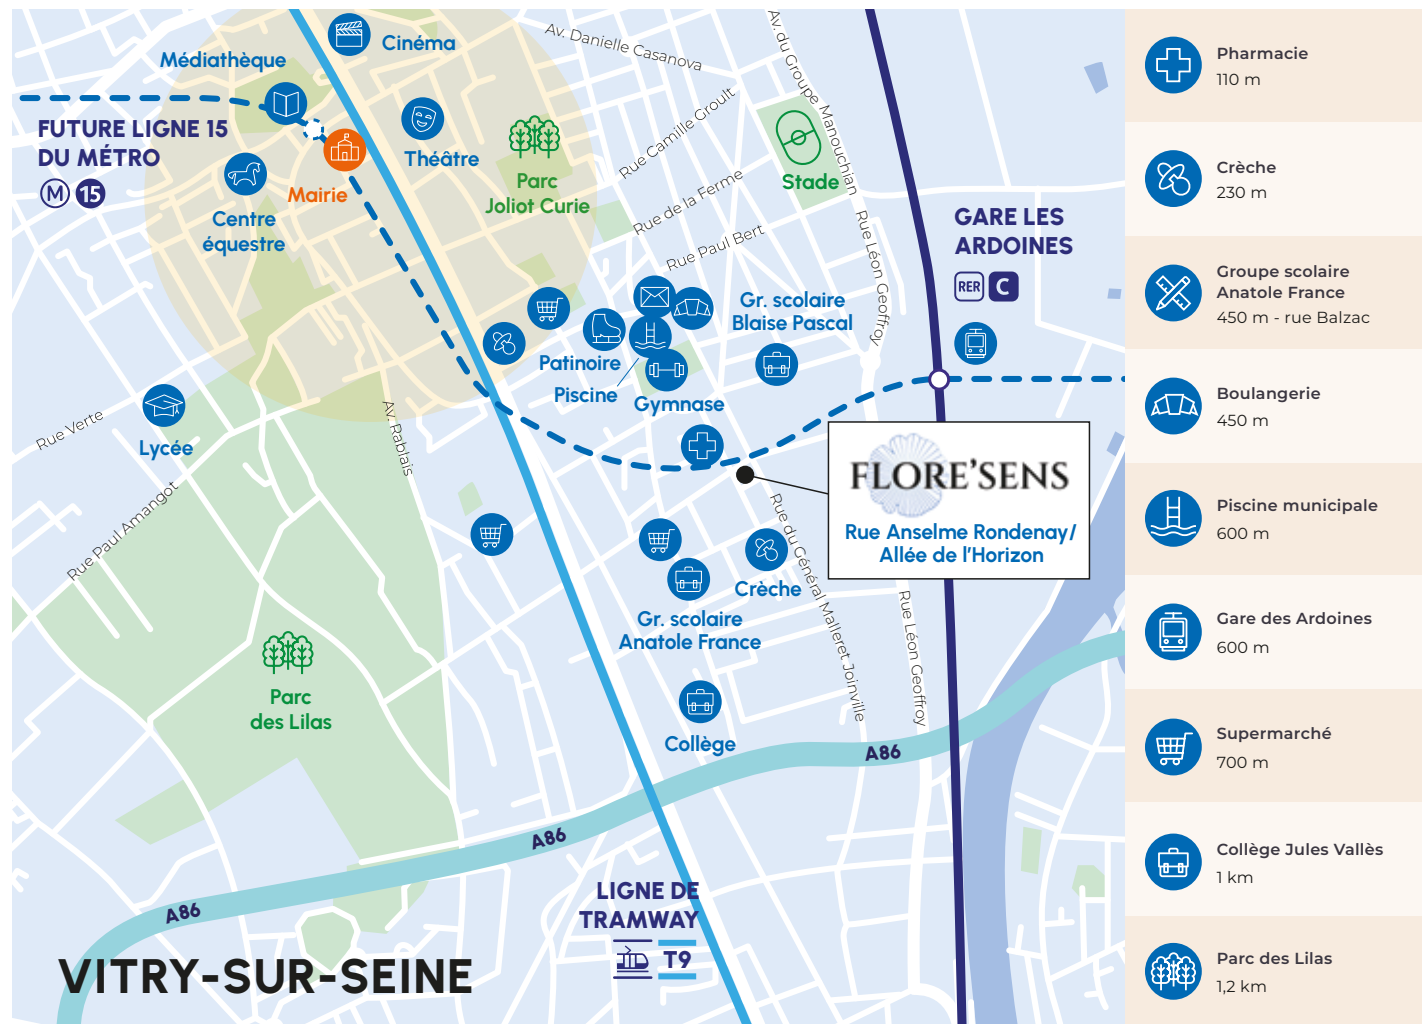 Cinéma
Médiathèque
Av. Danielle Casanova
Av. du Groupe Manouchian
FUTURE LIGNE 15
DU MÉTRO
M 15
Théâtre
Mairie
Centre
équestre
Parc
Joliot Curie
Rue Camille Groult
Stade
Rue de la Ferme
Rue Paul Bert
Rue Léon Geoffroy
GARE LES
ARDOINES
RER C
Gr. scolaire
Blaise Pascal
Patinoire
Piscine
Gymnase
Rue Verte
Lycée
Av. Rablais
Rue Paul Amangot
FLORE'SENS
Rue Anselme Rondenay/
Allée de l'Horizon
Rue du Général Malleret Joinville
Crèche
Gr. scolaire
Anatole France
Rue Léon Geoffroy
Parc
des Lilas
Collège
A86
A86
A86
LIGNE DE
TRAMWAY
T9
VITRY-SUR-SEINE
Pharmacie
110 m
Crèche
230 m
Groupe scolaire
Anatole France
450 m - rue Balzac
Boulangerie
450 m
Piscine municipale
600 m
Gare des Ardoines
600 m
Supermarché
700 m
Collège Jules Vallès
1 km
Parc des Lilas
1,2 km